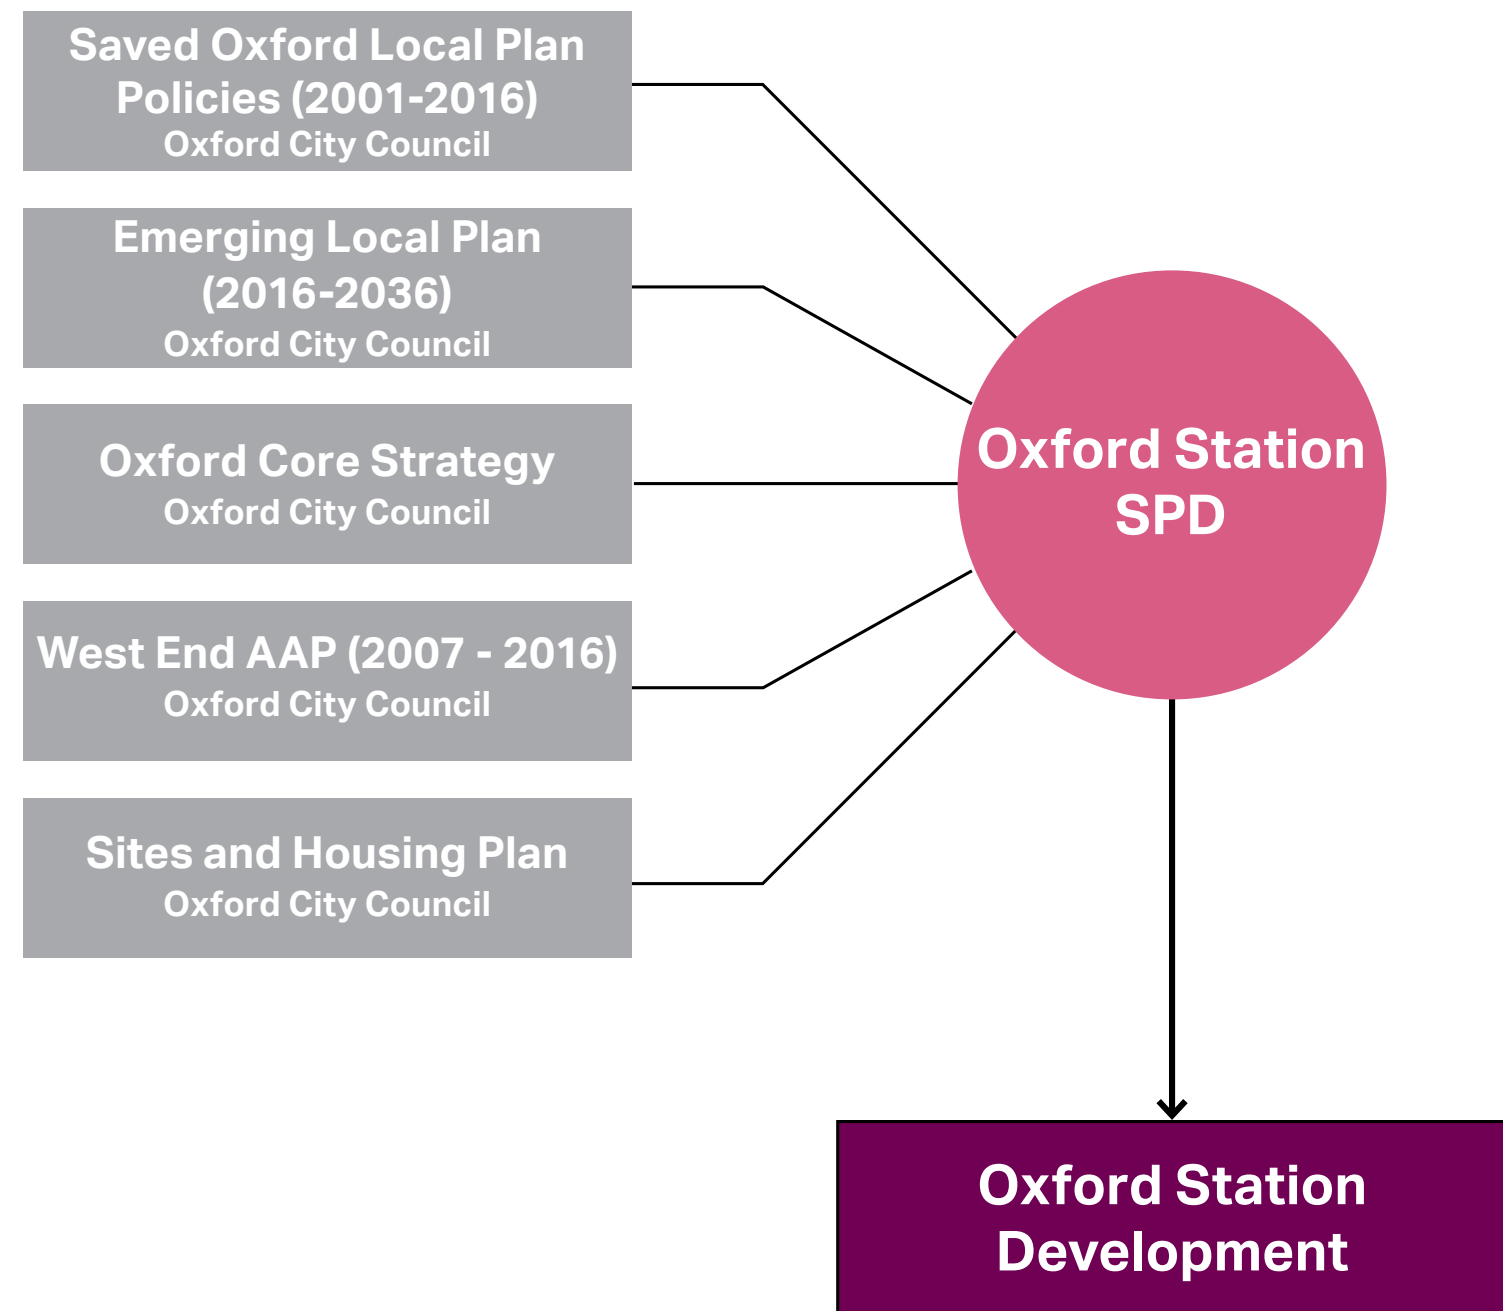 Saved Oxford Local Plan
Policies (2001-2016)
Oxford City Council
Emerging Local Plan
(2016-2036)
Oxford City Council
Oxford Core Strategy
Oxford City Council
West End AAP (2007 - 2016)
Oxford City Council
Sites and Housing Plan
Oxford City Council
Oxford Station
SPD
Oxford Station
Development